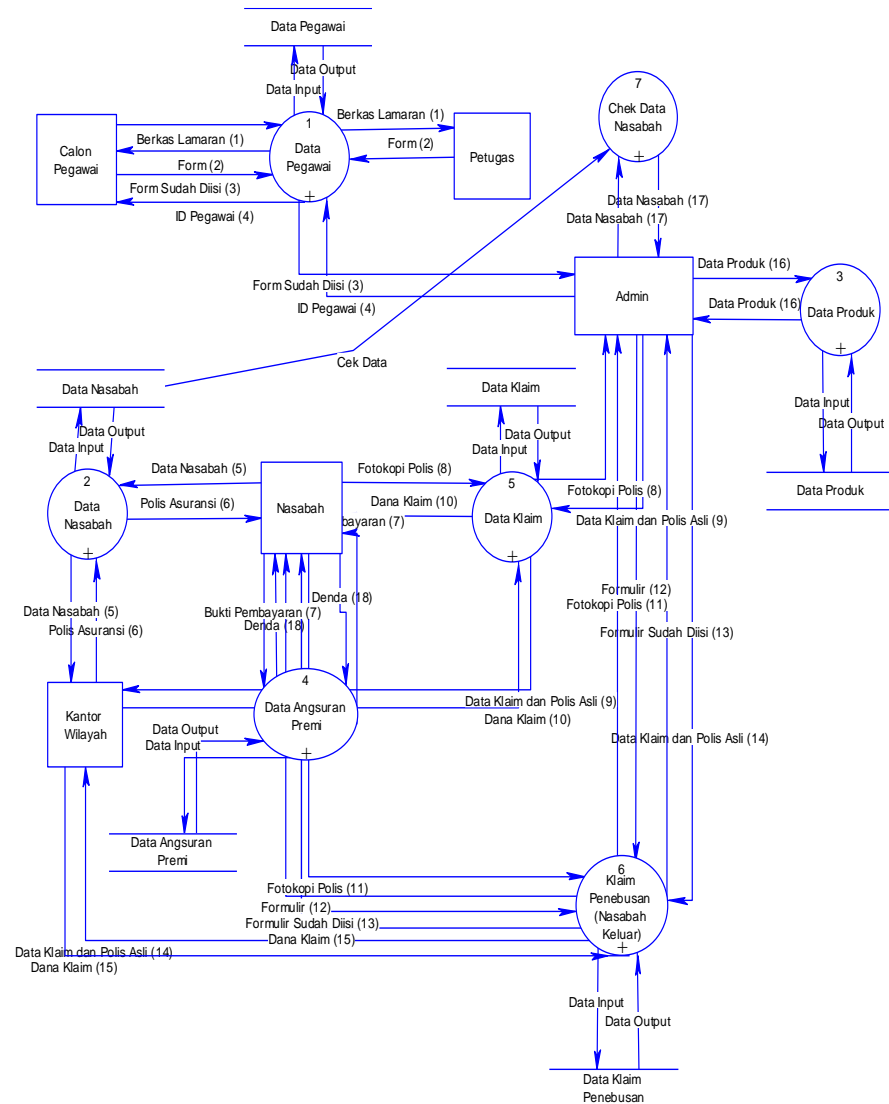 Data Pegawai
Data Output
Data Input
7
Chek Data
Nasabah
+
Calon
Pegawai
Berkas Lamaran (1)
Form (2)
Form Sudah Diisi (3)
ID Pegawai (4)
1
Data
Pegawai
+
Berkas Lamaran (1)
Form (2)
Petugas
Data Nasabah (17)
Data Nasabah (17)
Form Sudah Diisi (3)
ID Pegawai (4)
Admin
Data Produk (16)
Data Produk (16)
3
Data Produk
+
Cek Data
Data Nasabah
Data Output
Data Input
Data Klaim
Data Input
Data Output
Data Input
Data Output
Data Produk
2
Data
Nasabah
+
Data Nasabah (5)
Polis Asuransi (6)
Nasabah
Fotokopi Polis (8)
Dana Klaim (10)
bayaran (7)
5
Data Klaim
+
Fotokopi Polis (8)
Data Klaim dan Polis Asli (9)
Data Nasabah (5)
Polis Asuransi (6)
Denda (18)
Bukti Pembayaran (7)
Denda (18)
Formulir (12)
Fotokopi Polis (11)
Formulir Sudah Diisi (13)
Kantor
Wilayah
4
Data Angsuran
Premi
+
Data Klaim dan Polis Asli (9)
Dana Klaim (10)
Data Output
Data Input
Data Klaim dan Polis Asli (14)
Data Angsuran
Premi
Fotokopi Polis (11)
Formulir (12)
Formulir Sudah Diisi (13)
Dana Klaim (15)
Data Klaim dan Polis Asli (14)
Dana Klaim (15)
6
Klaim
Penebusan
(Nasabah
Keluar)
+
Data Input
Data Output
Data Klaim
Penebusan